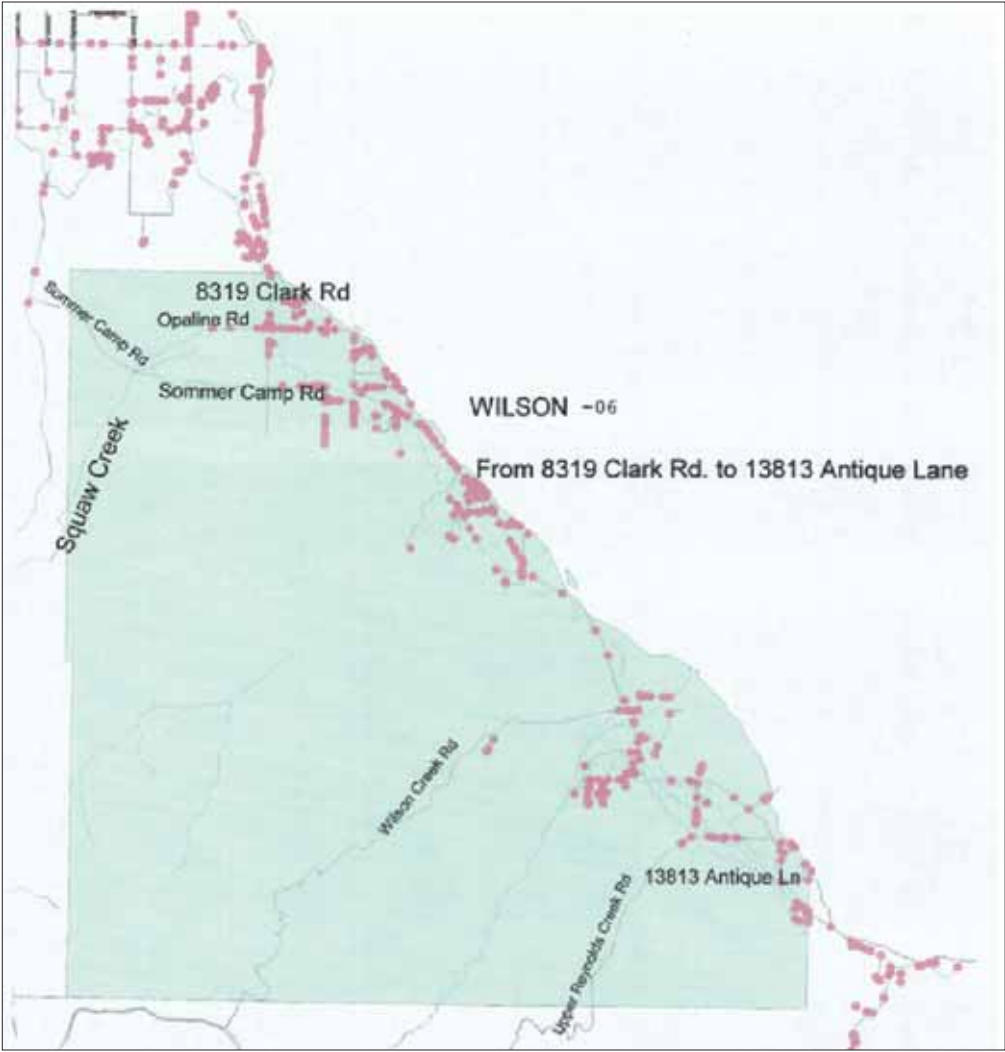 8319 Clark Rd
Sommer Camp Rd
Opaline Rd
Sommer Camp Rd
WILSON -06
Squaw Creek
From 8319 Clark Rd. to 13813 Antique Lane
Wilson Creek Rd
13813 Antique Ln
Upper Reynolds Creek Rd